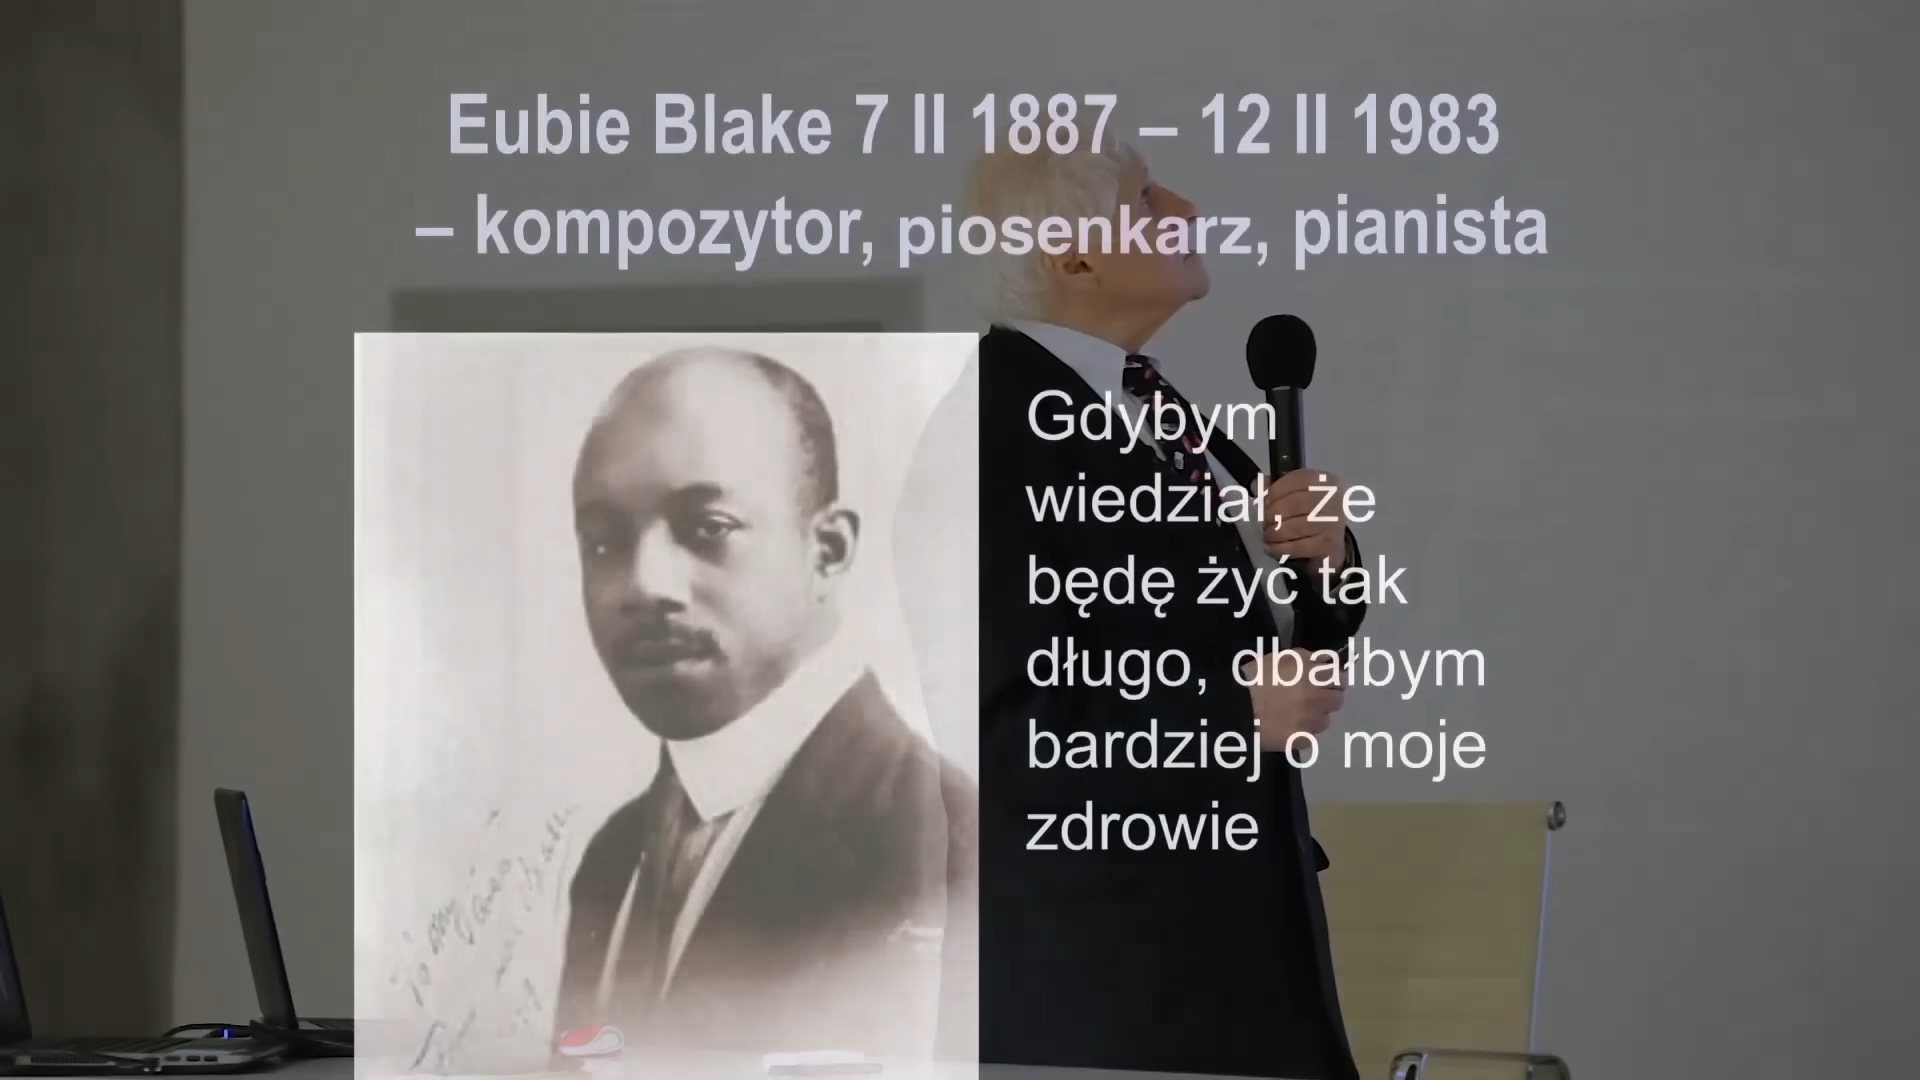 Eubie Blake 7 II 1887 – 12 II 1983
– kompozytor, piosenkarz, pianista
Gdybym
wiedział, że
będę żyć tak
długo, dbałbym
bardziej o moje
zdrowie